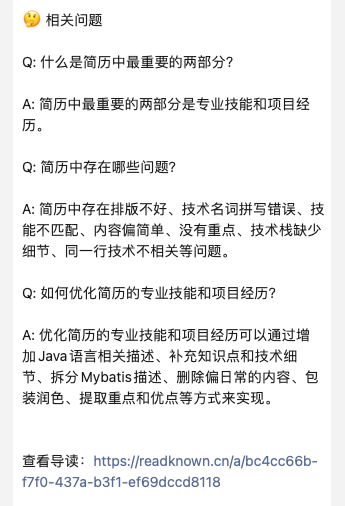 🤔 相关问题
Q: 什么是简历中最重要的两部分?
A: 简历中最重要的两部分是专业技能和项目经
历。
Q: 简历中存在哪些问题?
A: 简历中存在排版不好、技术名词拼写错误、技
能不匹配、内容偏简单、没有重点、技术栈缺少
细节、同一行技术不相关等问题。
Q: 如何优化简历的专业技能和项目经历?
A: 优化简历的专业技能和项目经历可以通过增
加Java语言相关描述、补充知识点和技术细
节、拆分Mybatis描述、删除偏日常的内容、包
装润色、提取重点和优点等方式来实现。
查看导读：https://readknown.cn/a/bc4cc66b-
f7f0-437a-b3f1-ef69dccd8118